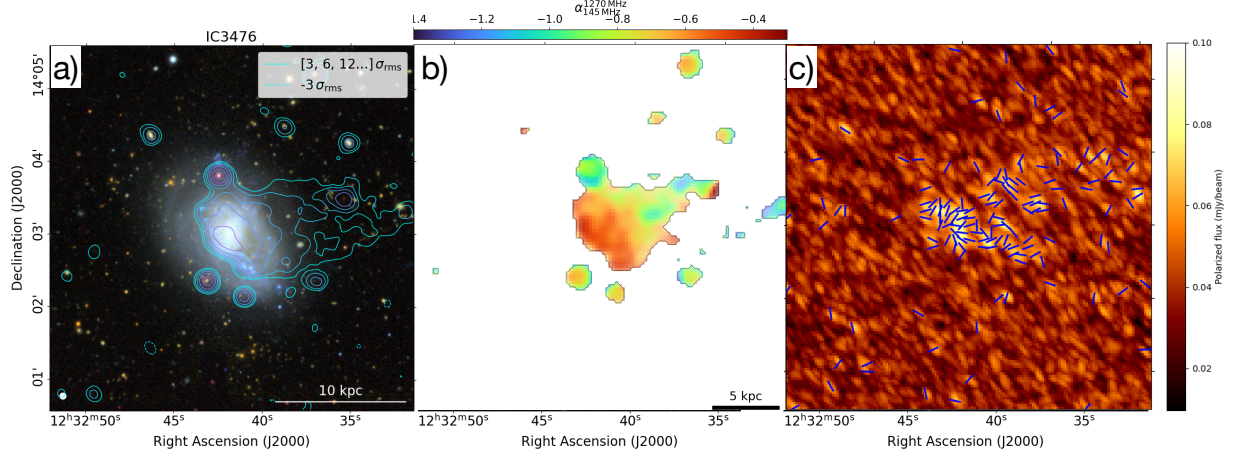 α^{1270 MHz}_{145 MHz}
1.4 −1.2 −1.0 −0.8 −0.6 −0.4
IC3476
a)
[3, 6, 12...] σrms
-3 σrms
b)
c)
0.10
0.08
0.06
0.04
0.02
Polarized flux (mJy/beam)
14°05'
04'
03'
02'
01'
Declination (J2000)
10 kpc
5 kpc
12ʰ32ᵐ50ˢ 45ˢ 40ˢ 35ˢ
12ʰ32ᵐ50ˢ 45ˢ 40ˢ 35ˢ
12ʰ32ᵐ50ˢ 45ˢ 40ˢ 35ˢ
Right Ascension (J2000)
Right Ascension (J2000)
Right Ascension (J2000)